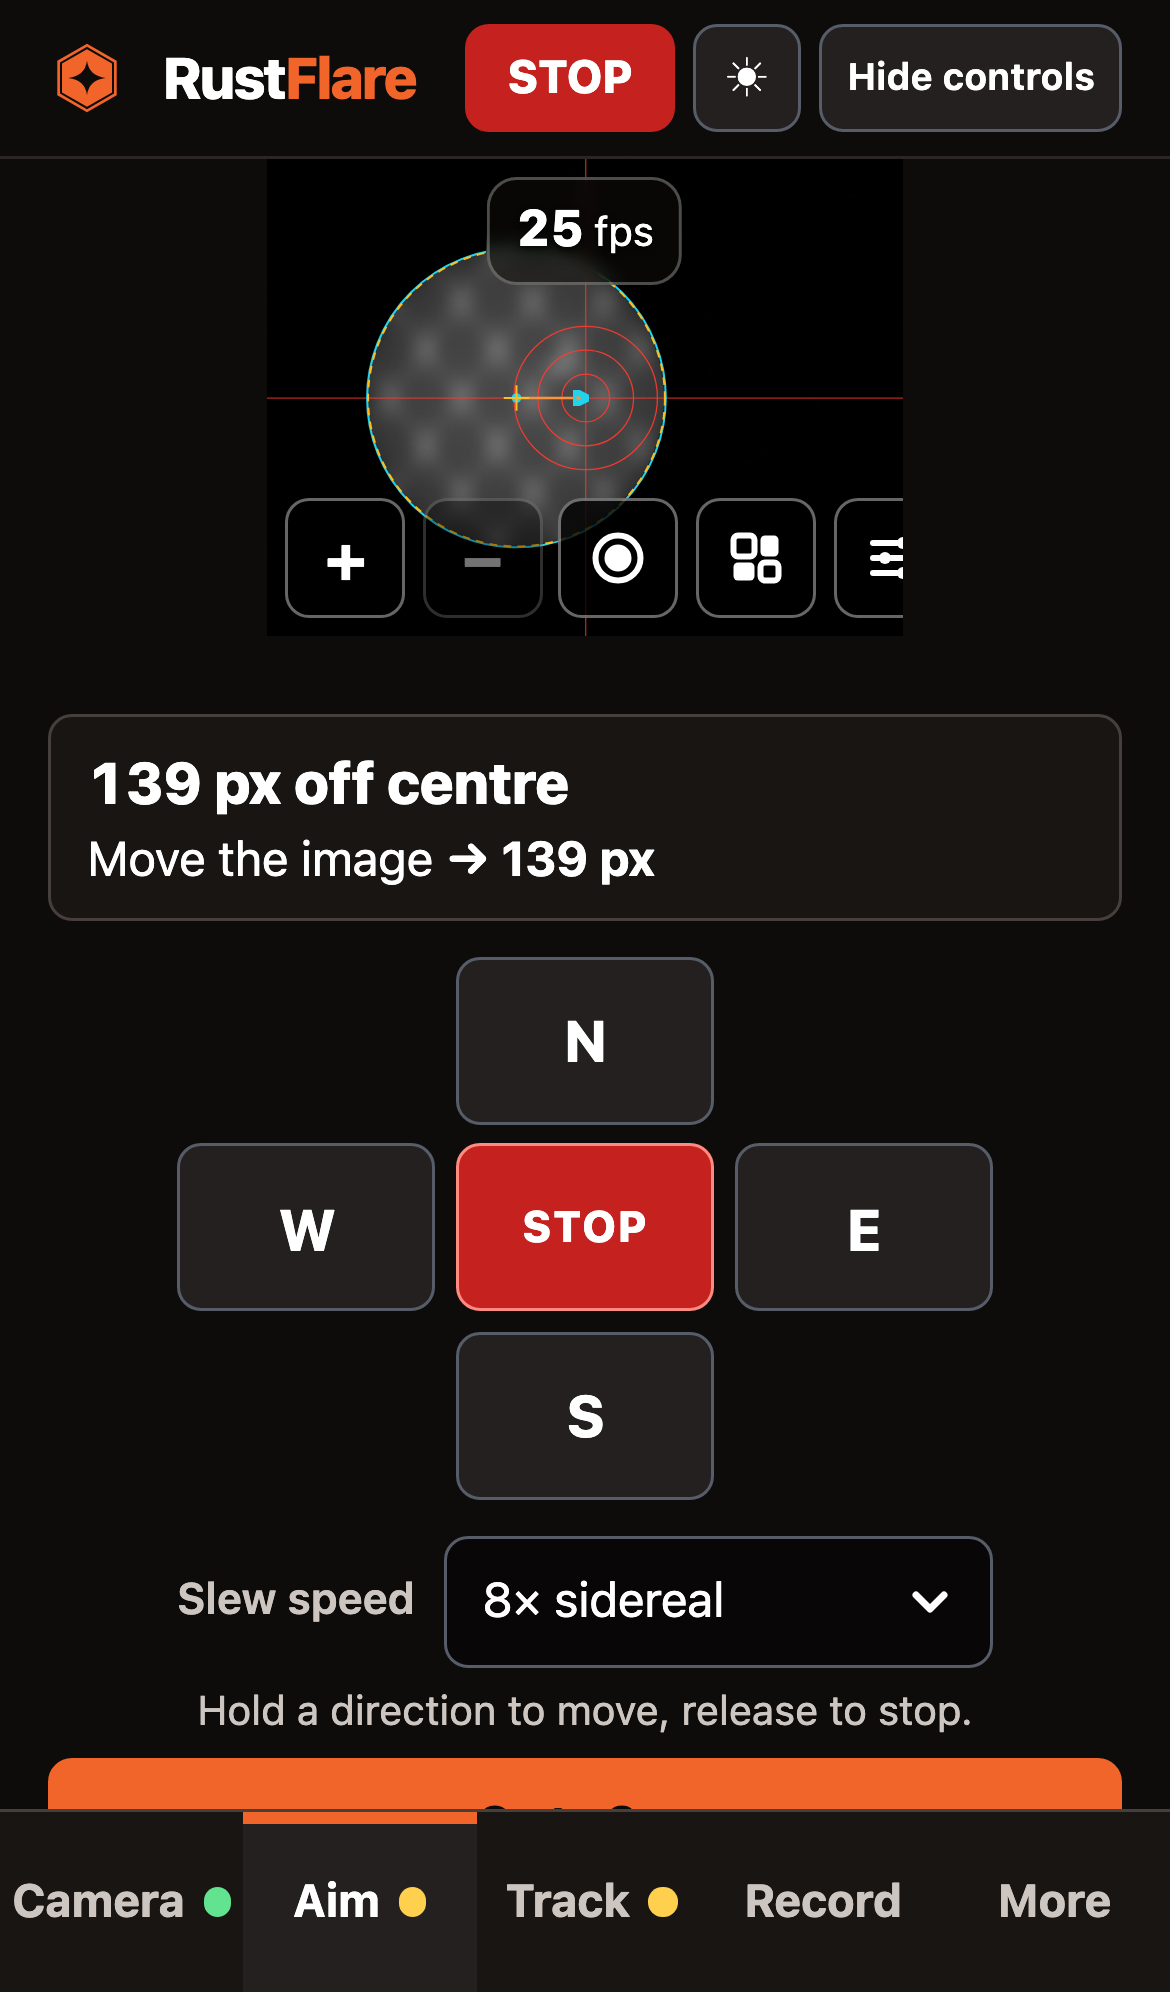 RustFlare
STOP
Hide controls
25 fps
139 px off centre
Move the image → 139 px
N
W
STOP
E
S
Slew speed
8× sidereal
Hold a direction to move, release to stop.
Camera
Aim
Track
Record
More